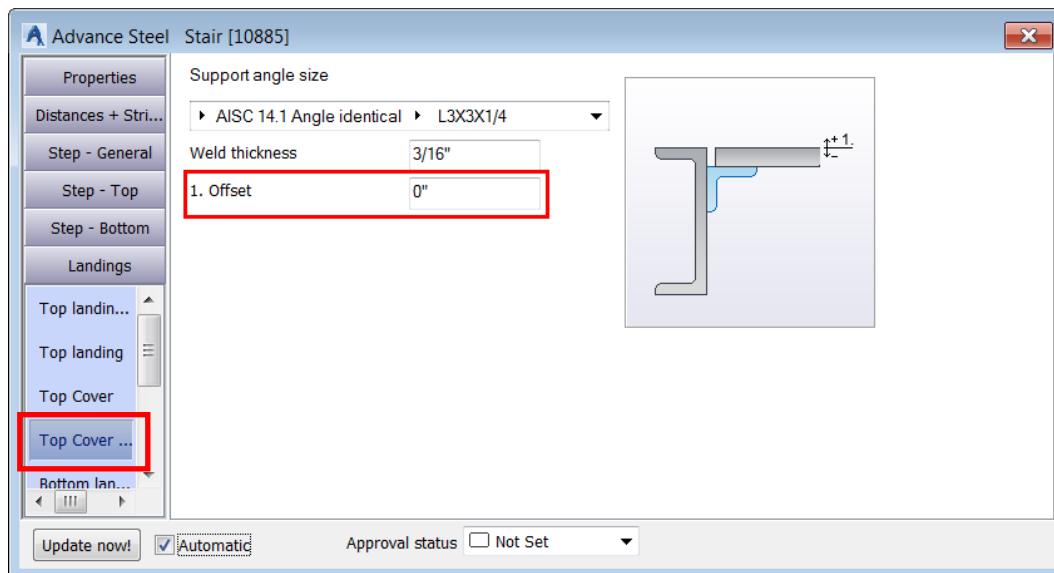 Advance Steel Stair [10885]
Properties
Distances + Stri...
Step - General
Step - Top
Step - Bottom
Landings
Top landin...
Top landing
Top Cover
Top Cover ...
Bottom lan...
Support angle size
AISC 14.1 Angle identical L3X3X1/4
Weld thickness 3/16"
1. Offset 0"
+ 1.
-
Update now! Automatic Approval status Not Set